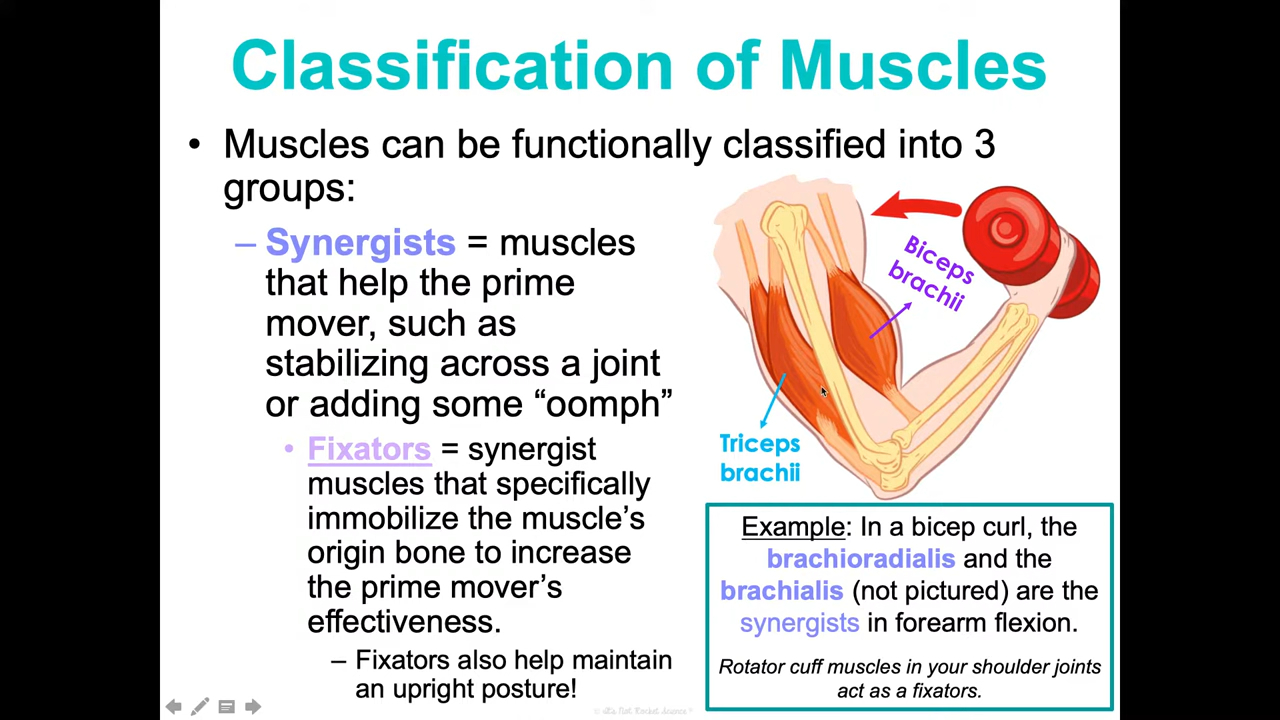 Classification of Muscles
• Muscles can be functionally classified into 3
groups:
– Synergists = muscles
that help the prime
mover, such as
stabilizing across a joint
or adding some “oomph”
• Fixators = synergist
muscles that specifically
immobilize the muscle’s
origin bone to increase
the prime mover’s
effectiveness.
– Fixators also help maintain
an upright posture!
Biceps
brachii
Triceps
brachii
Example: In a bicep curl, the
brachioradialis and the
brachialis (not pictured) are the
synergists in forearm flexion.
Rotator cuff muscles in your shoulder joints
act as a fixators.